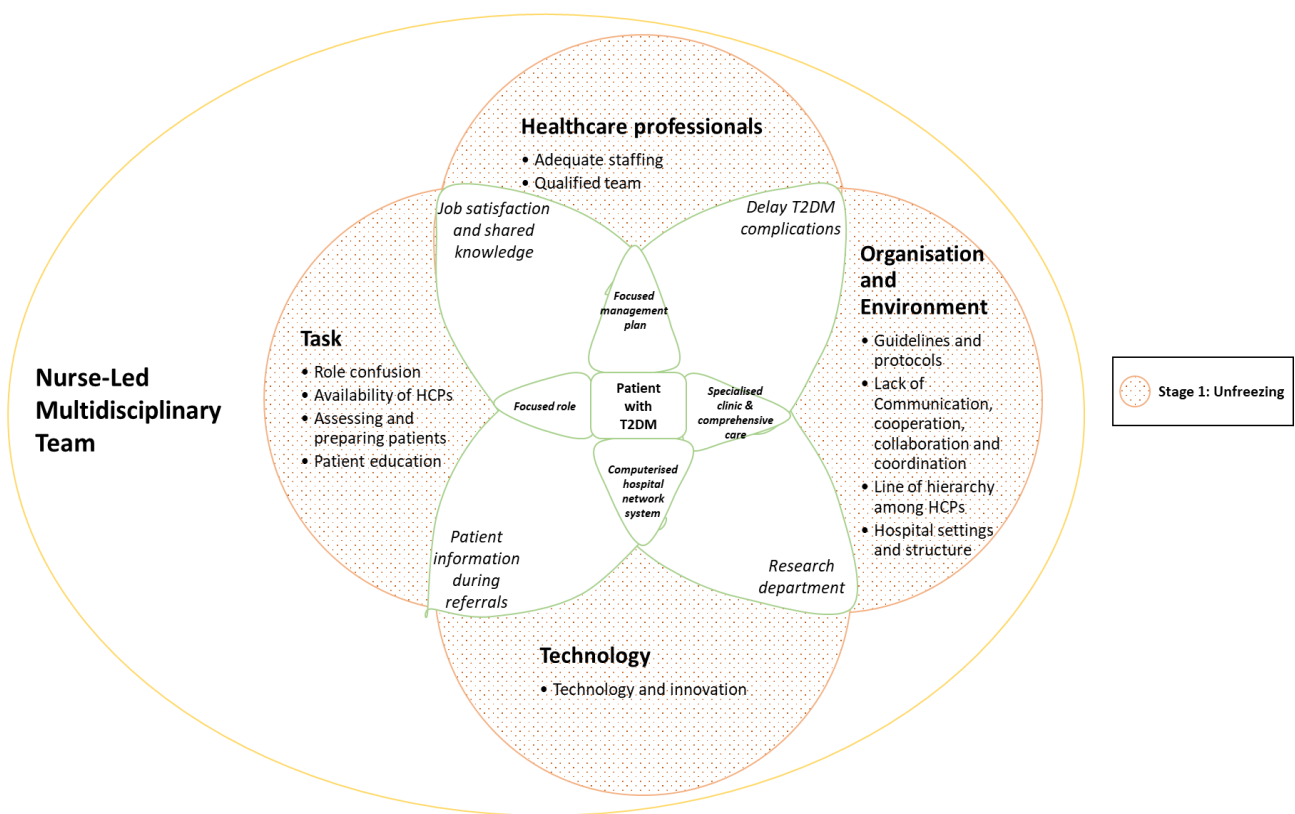 Healthcare professionals
• Adequate staffing
• Qualified team
Job satisfaction
and shared
knowledge
Delay T2DM
complications
Organisation
and
Environment
• Guidelines and
protocols
• Lack of
Communication,
cooperation,
collaboration and
coordination
• Line of hierarchy
among HCPs
• Hospital settings
and structure
Focused
management
plan
Task
• Role confusion
• Availability of HCPs
• Assessing and
preparing patients
• Patient education
Nurse-Led
Multidisciplinary
Team
Focused role
Patient
with
T2DM
Specialised
clinic &
comprehensive
care
Stage 1: Unfreezing
Computerised
hospital
network
system
Patient
information
during
referrals
Research
department
Technology
• Technology and innovation